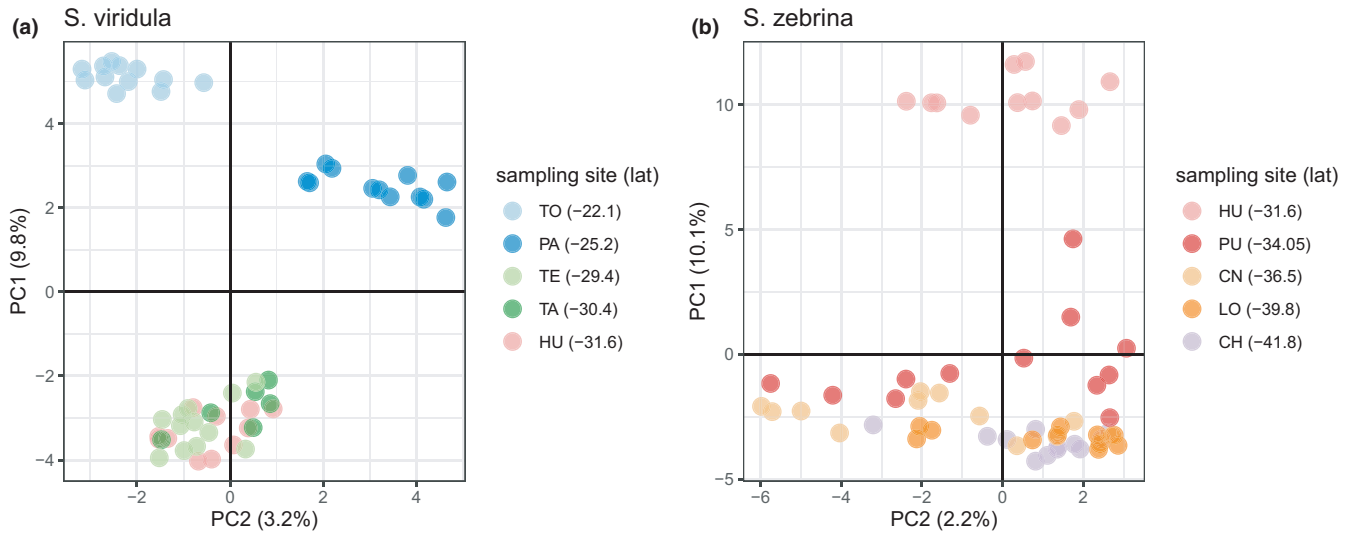 (a) S. viridula
PC1 (9.8%)
4
2
0
−2
−4
−2 0 2 4
PC2 (3.2%)
sampling site (lat)
TO (−22.1)
PA (−25.2)
TE (−29.4)
TA (−30.4)
HU (−31.6)
(b) S. zebrina
PC1 (10.1%)
10
5
0
−5
−6 −4 −2 0 2
PC2 (2.2%)
sampling site (lat)
HU (−31.6)
PU (−34.05)
CN (−36.5)
LO (−39.8)
CH (−41.8)